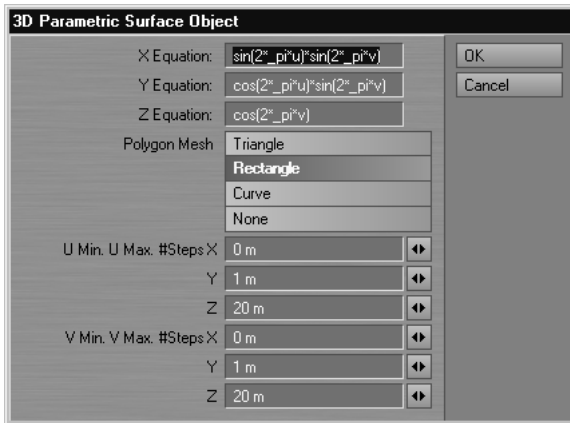 3D Parametric Surface Object
X Equation: sin(2*_pi*u)*sin(2*_pi*v) OK
Y Equation: cos(2*_pi*u)*sin(2*_pi*v) Cancel
Z Equation: cos(2*_pi*v)
Polygon Mesh Triangle
Rectangle
Curve
None
U Min. U Max. #Steps X 0 m
Y 1 m
Z 20 m
V Min. V Max. #Steps X 0 m
Y 1 m
Z 20 m